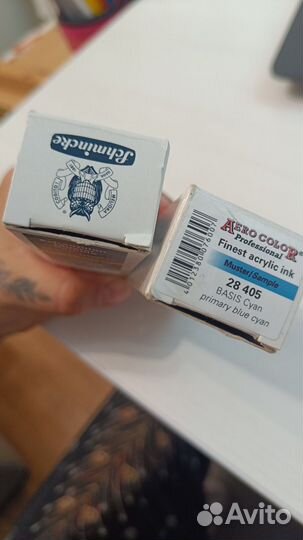 Schmincke
AERO COLOR®
Professional
Finest acrylic ink
Muster/Sample
28 405
BASIS Cyan
primary blue cyan
Avito